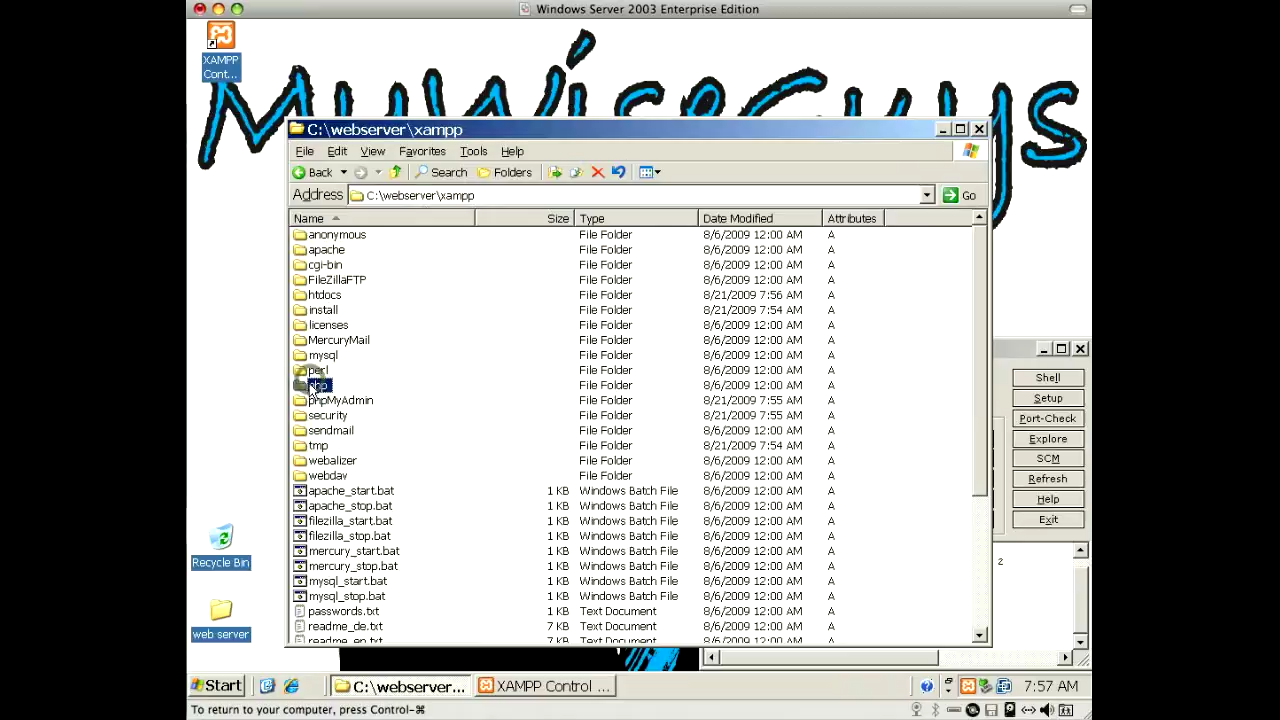 Windows Server 2003 Enterprise Edition
XAMPP
Cont...
MyWiseGuys
C:\webserver\xampp
File Edit View Favorites Tools Help
Back Search Folders
Address C:\webserver\xampp Go
Name Size Type Date Modified Attributes
anonymous File Folder 8/6/2009 12:00 AM A
apache File Folder 8/6/2009 12:00 AM A
cgi-bin File Folder 8/6/2009 12:00 AM A
FileZillaFTP File Folder 8/6/2009 12:00 AM A
htdocs File Folder 8/21/2009 7:56 AM A
install File Folder 8/21/2009 7:54 AM A
licenses File Folder 8/6/2009 12:00 AM A
MercuryMail File Folder 8/6/2009 12:00 AM A
mysql File Folder 8/6/2009 12:00 AM A
perl File Folder 8/6/2009 12:00 AM A
php File Folder 8/6/2009 12:00 AM A
phpMyAdmin File Folder 8/21/2009 7:55 AM A
security File Folder 8/21/2009 7:55 AM A
sendmail File Folder 8/6/2009 12:00 AM A
tmp File Folder 8/21/2009 7:54 AM A
webalizer File Folder 8/6/2009 12:00 AM A
webdav File Folder 8/6/2009 12:00 AM A
apache_start.bat 1 KB Windows Batch File 8/6/2009 12:00 AM A
apache_stop.bat 1 KB Windows Batch File 8/6/2009 12:00 AM A
filezilla_start.bat 1 KB Windows Batch File 8/6/2009 12:00 AM A
filezilla_stop.bat 1 KB Windows Batch File 8/6/2009 12:00 AM A
mercury_start.bat 1 KB Windows Batch File 8/6/2009 12:00 AM A
mercury_stop.bat 1 KB Windows Batch File 8/6/2009 12:00 AM A
mysql_start.bat 1 KB Windows Batch File 8/6/2009 12:00 AM A
mysql_stop.bat 1 KB Windows Batch File 8/6/2009 12:00 AM A
passwords.txt 1 KB Text Document 8/6/2009 12:00 AM A
readme_de.txt 7 KB Text Document 8/6/2009 12:00 AM A
readme_en.txt 7 KB Text Document 8/6/2009 12:00 AM A
Shell
Setup
Port-Check
Explore
SCM
Refresh
Help
Exit
z
Recycle Bin
web server
Start C:\webserver... XAMPP Control ... 7:57 AM
To return to your computer, press Control-⌘